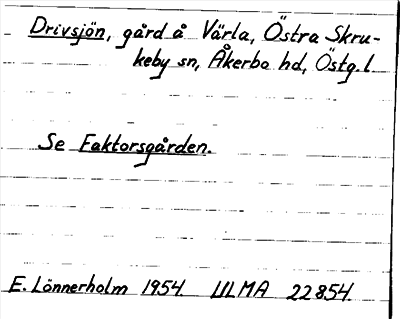 Drivsjön, gård å Värla, Östra Skru-
keby sn, Åkerbo hd, Östg.l
Se Faktorsgården.
E. Lönnerholm 1954. ULMA 22854.